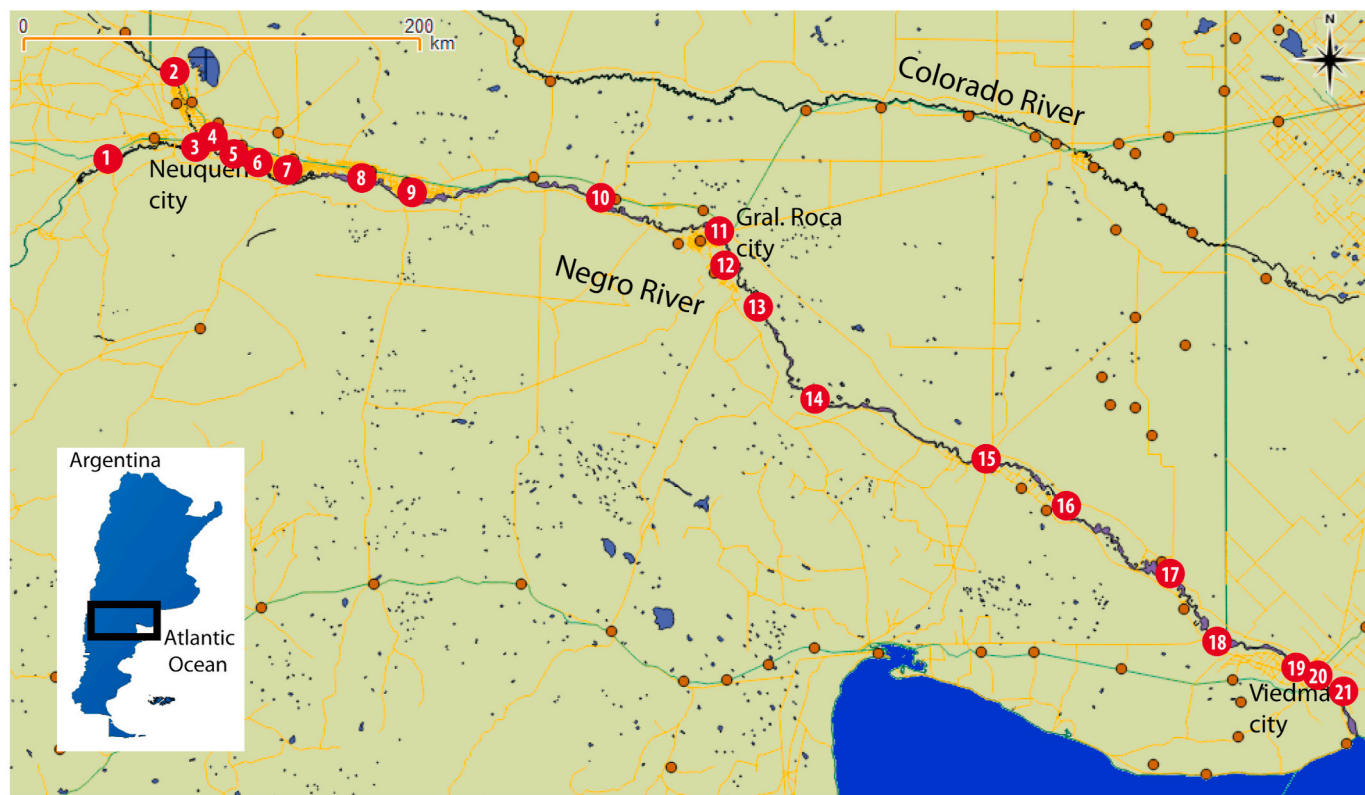 0
200
km
N
Colorado River
1
2
3
4
5
6
7
8
9
10
11
12
13
14
15
16
17
18
19
20
21
Neuquen
city
Gral. Roca
city
Negro River
Viedma
city
Argentina
Atlantic
Ocean